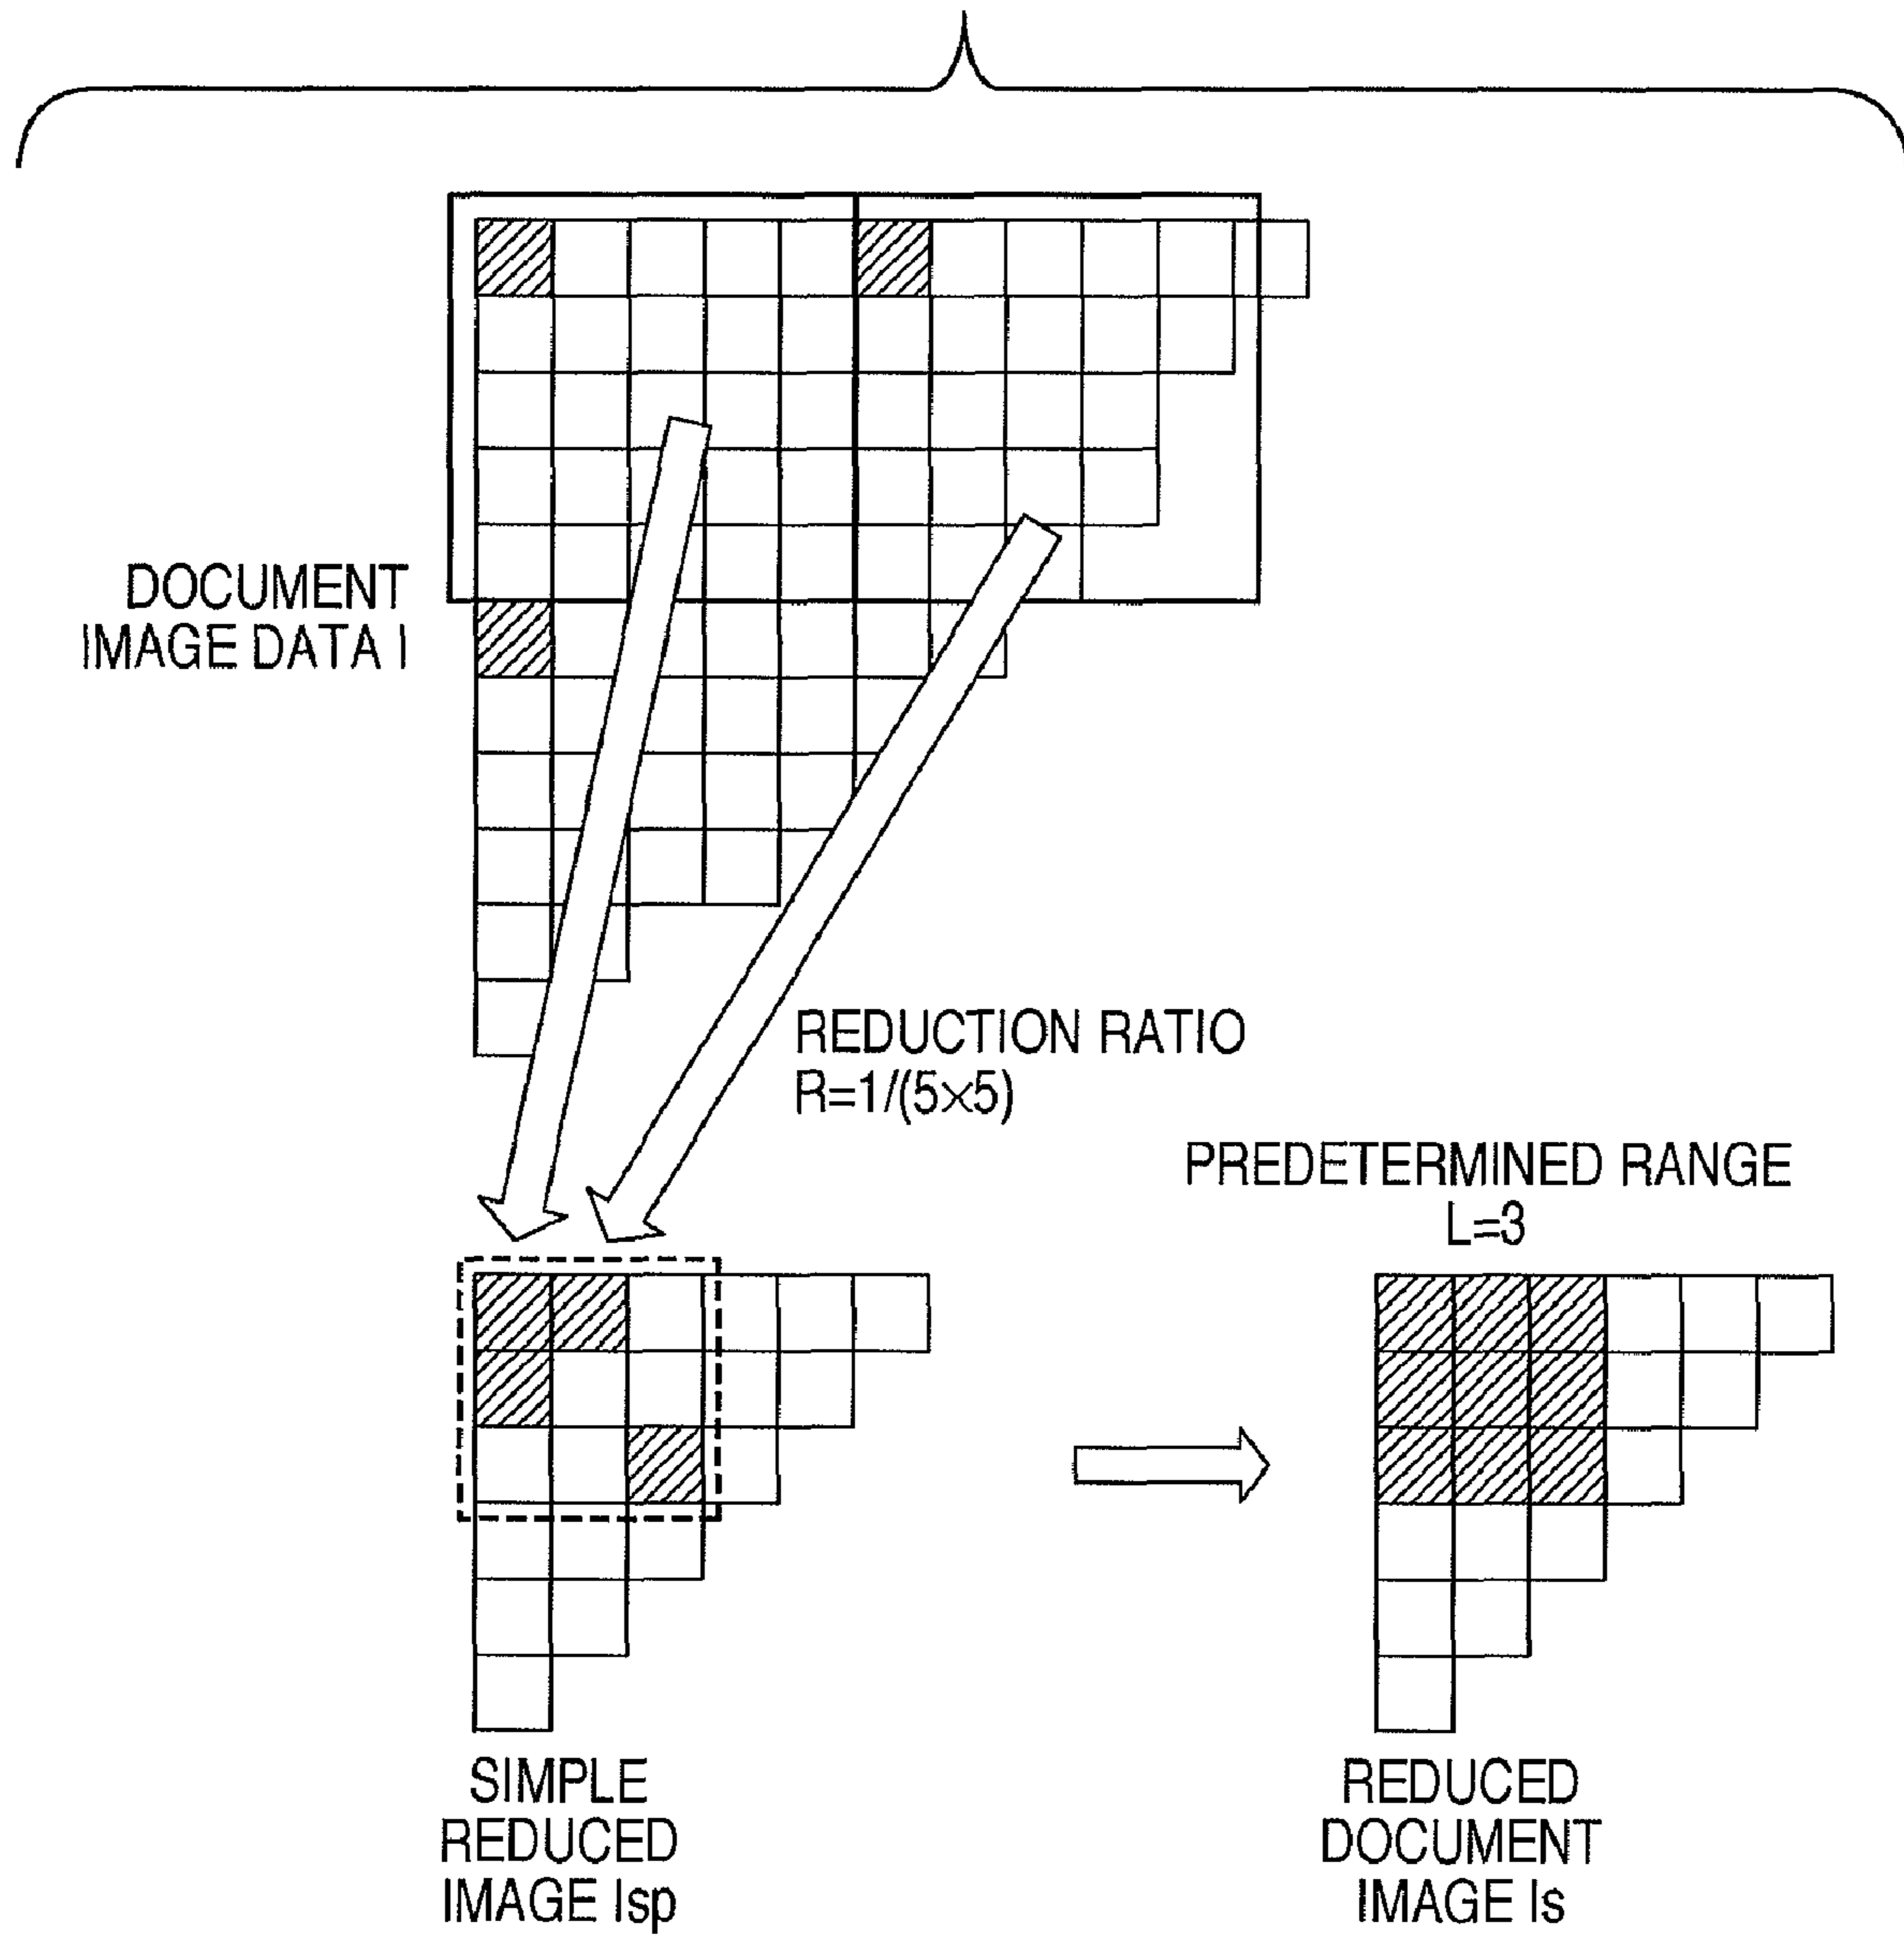 DOCUMENT
IMAGE DATA I
REDUCTION RATIO
R=1/(5×5)
PREDETERMINED RANGE
L=3
SIMPLE
REDUCED
IMAGE Isp
REDUCED
DOCUMENT
IMAGE Is